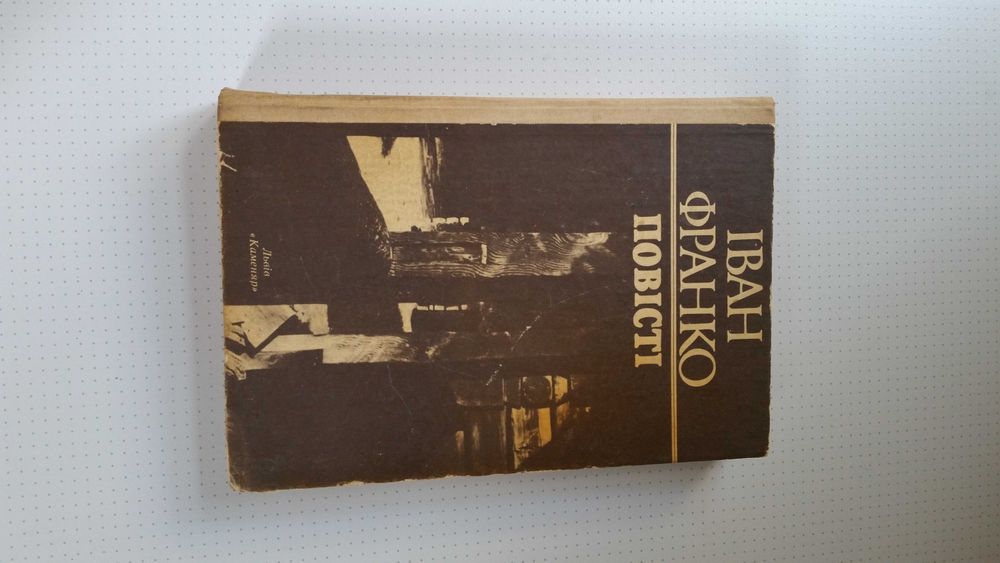 ІВАН
ФРАНКО
ПОВІСТІ
Львів
«Каменяр»